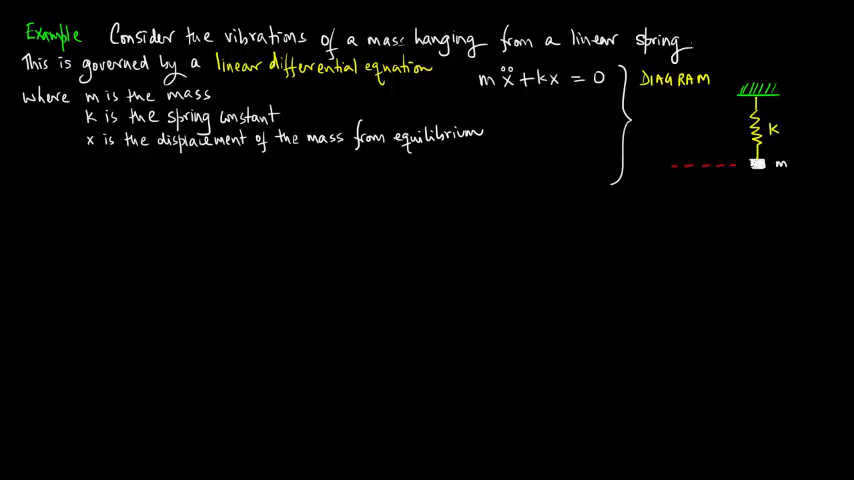 Example Consider the vibrations of a mass hanging from a linear spring.
This is governed by a linear differential equation
mẍ + kx = 0
where m is the mass
k is the spring constant
x is the displacement of the mass from equilibrium
DIAGRAM
k
m